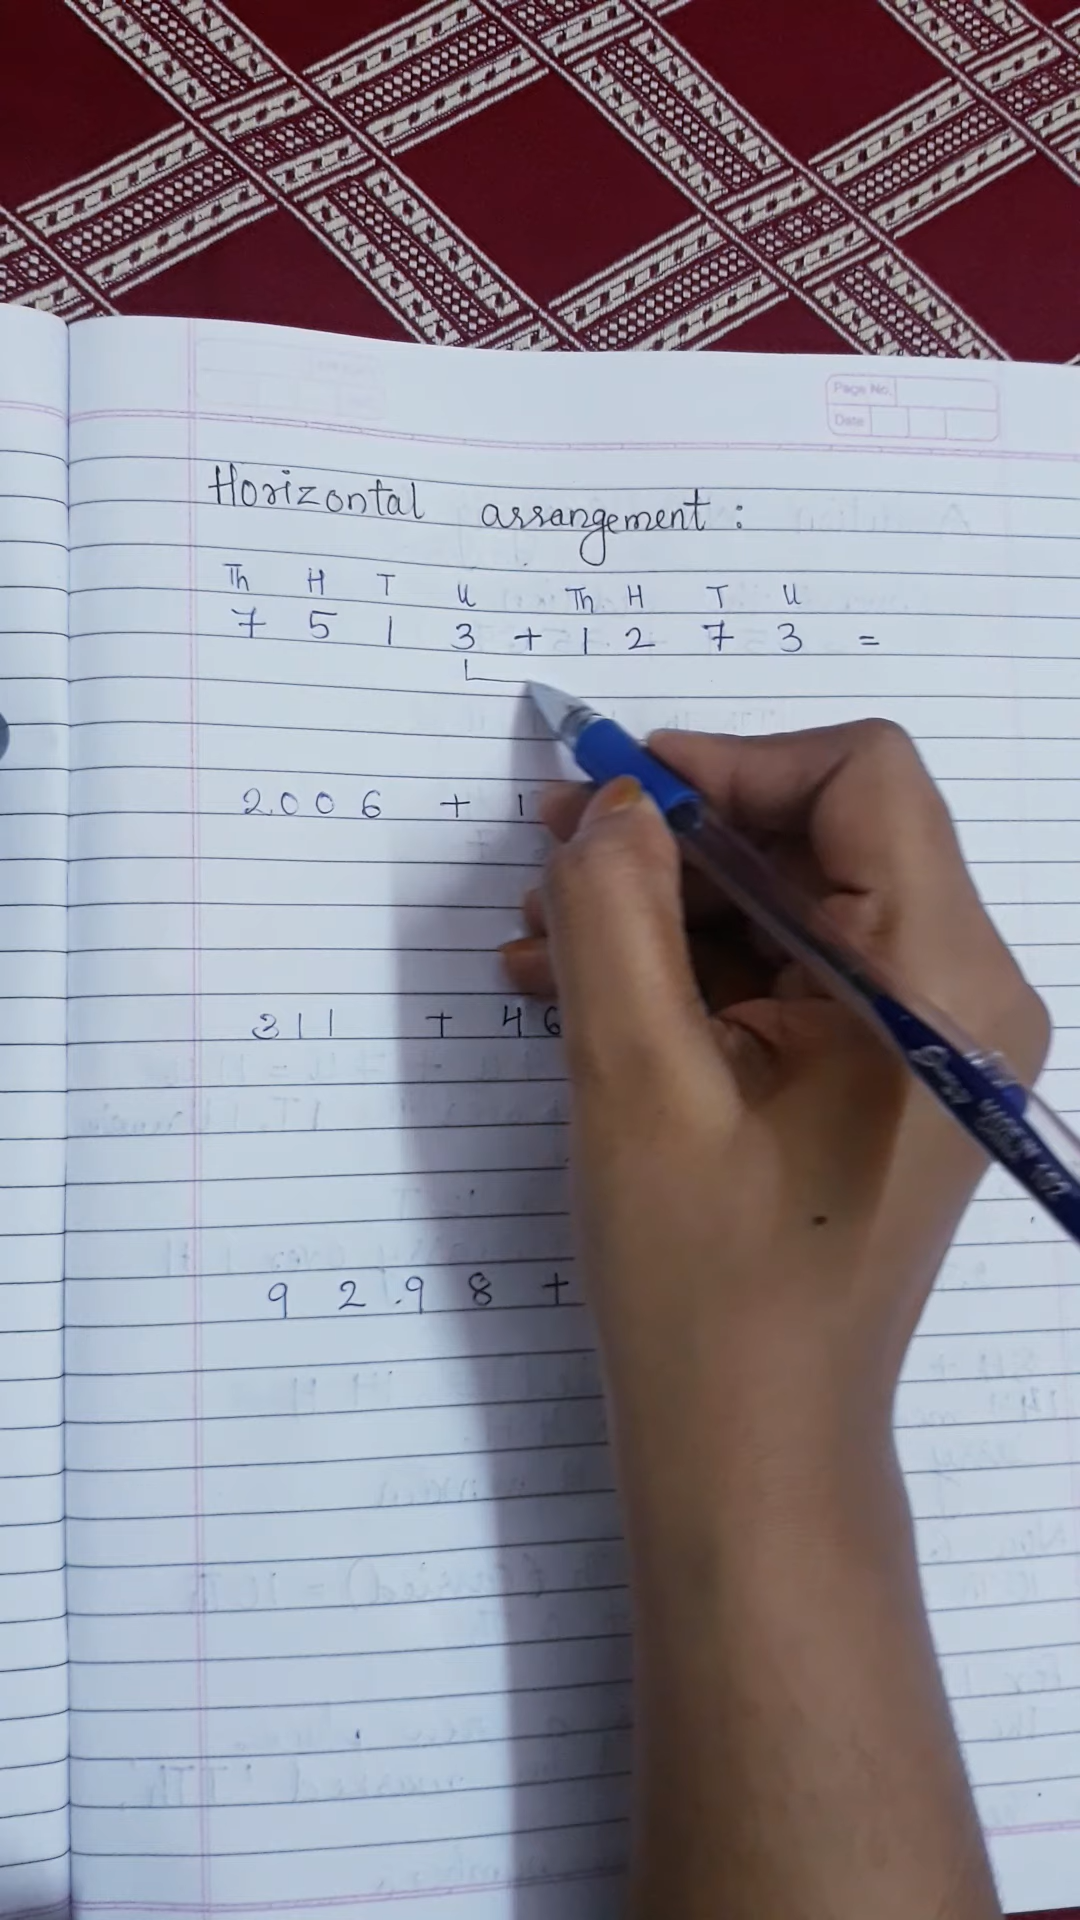 Page No.
Date
Horizontal arrangement :
Th H T U Th H T U
7 5 1 3 + 1 2 7 3 =
2006 + 1
311 + 46
9 2 9 8 +